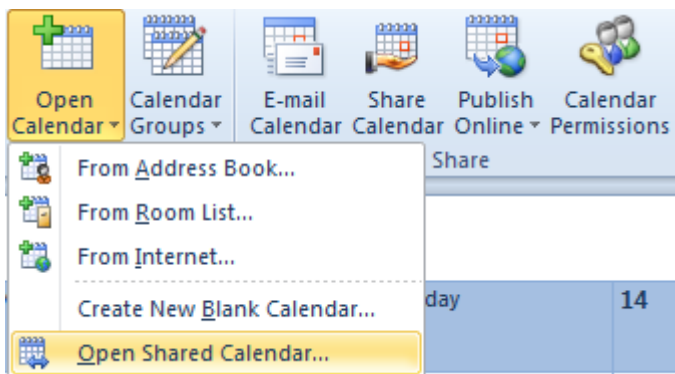 Open Calendar Calendar Groups E-mail Calendar Share Calendar Publish Online Calendar Permissions
Share
From Address Book...
From Room List...
From Internet...
Create New Blank Calendar...
day 14
Open Shared Calendar...